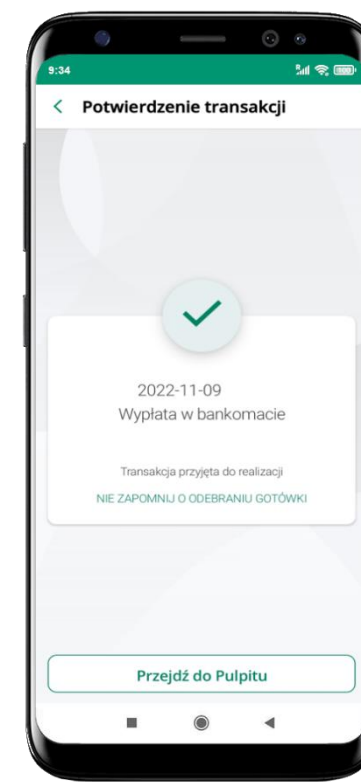 9:34
Potwierdzenie transakcji
2022-11-09
Wypłata w bankomacie
Transakcja przyjęta do realizacji
NIE ZAPOMNIJ O ODEBRANIU GOTÓWKI
Przejdź do Pulpitu